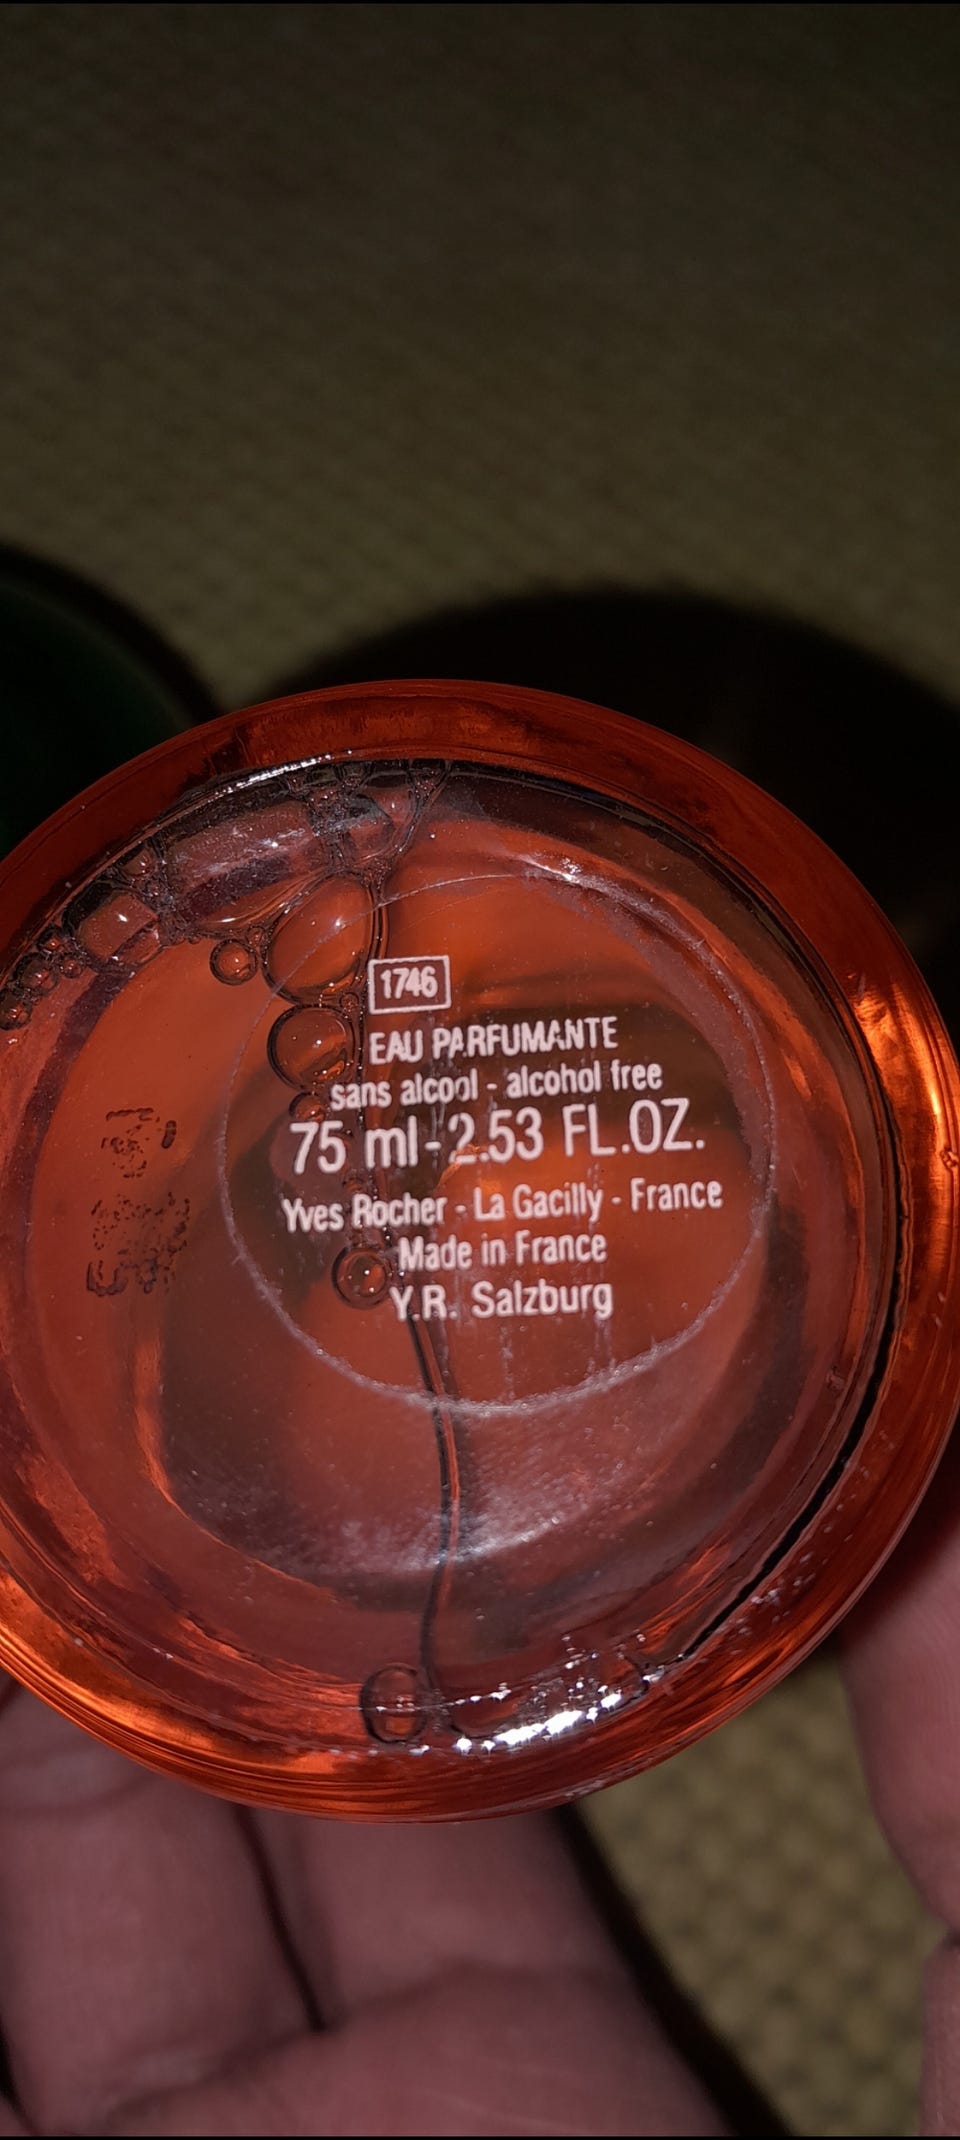 1746
EAU PARFUMANTE
sans alcool - alcohol free
75 ml - 2.53 FL.OZ.
Yves Rocher - La Gacilly - France
Made in France
Y.R. Salzburg